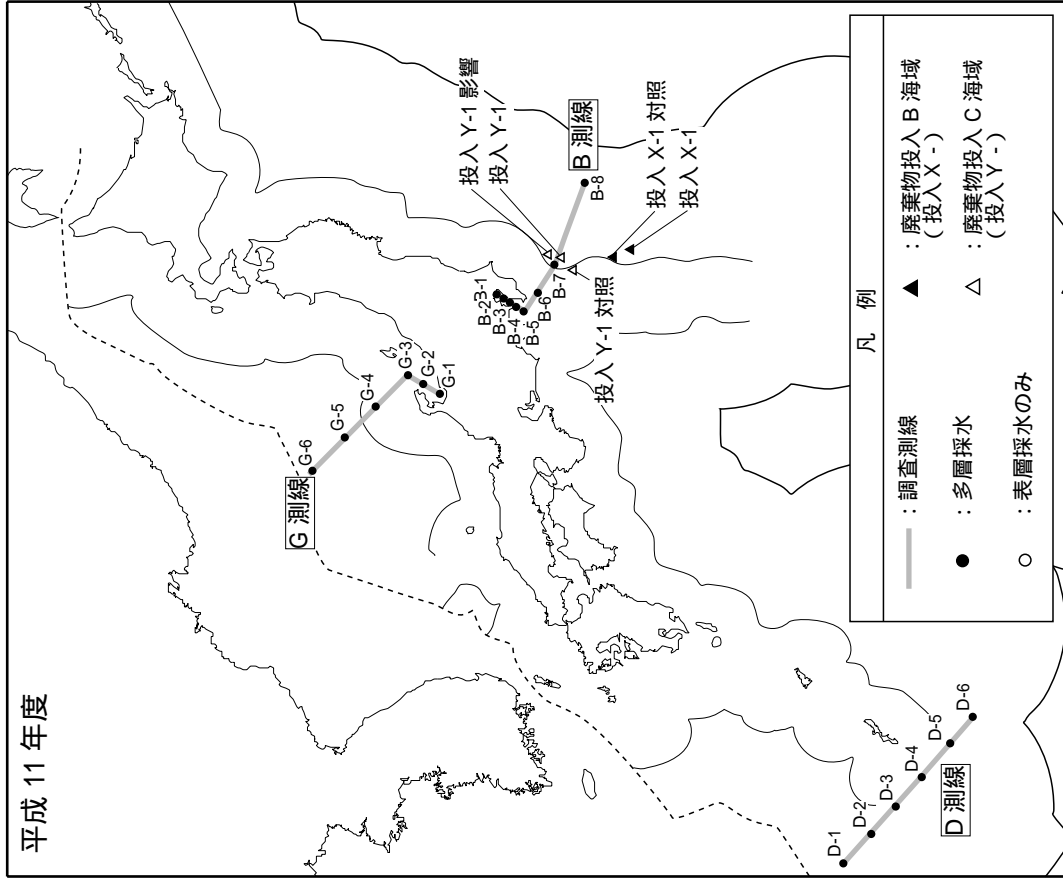 平成 11 年度
G 測線
G-6
G-5
G-4
G-3
G-2
G-1
投入 Y-1 影響
投入 Y-1
B 測線
B-8
B-1
B-2
B-3
B-4
B-5
B-6
B-7
投入 Y-1 対照
投入 X-1 対照
投入 X-1
D-1
D-2
D-3
D-4
D-5
D-6
D 測線
凡 例
：調査測線
：多層採水
：表層採水のみ
：廃棄物投入 B 海域
（ 投入 X - ）
：廃棄物投入 C 海域
（ 投入 Y - ）